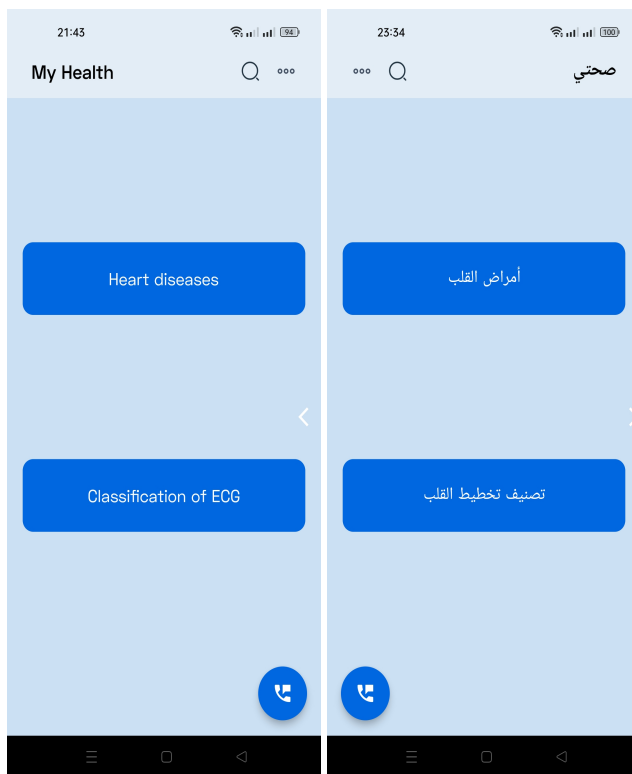 21:43
94
My Health
Heart diseases
Classification of ECG
23:34
100
صحتي
أمراض القلب
تصنيف تخطيط القلب